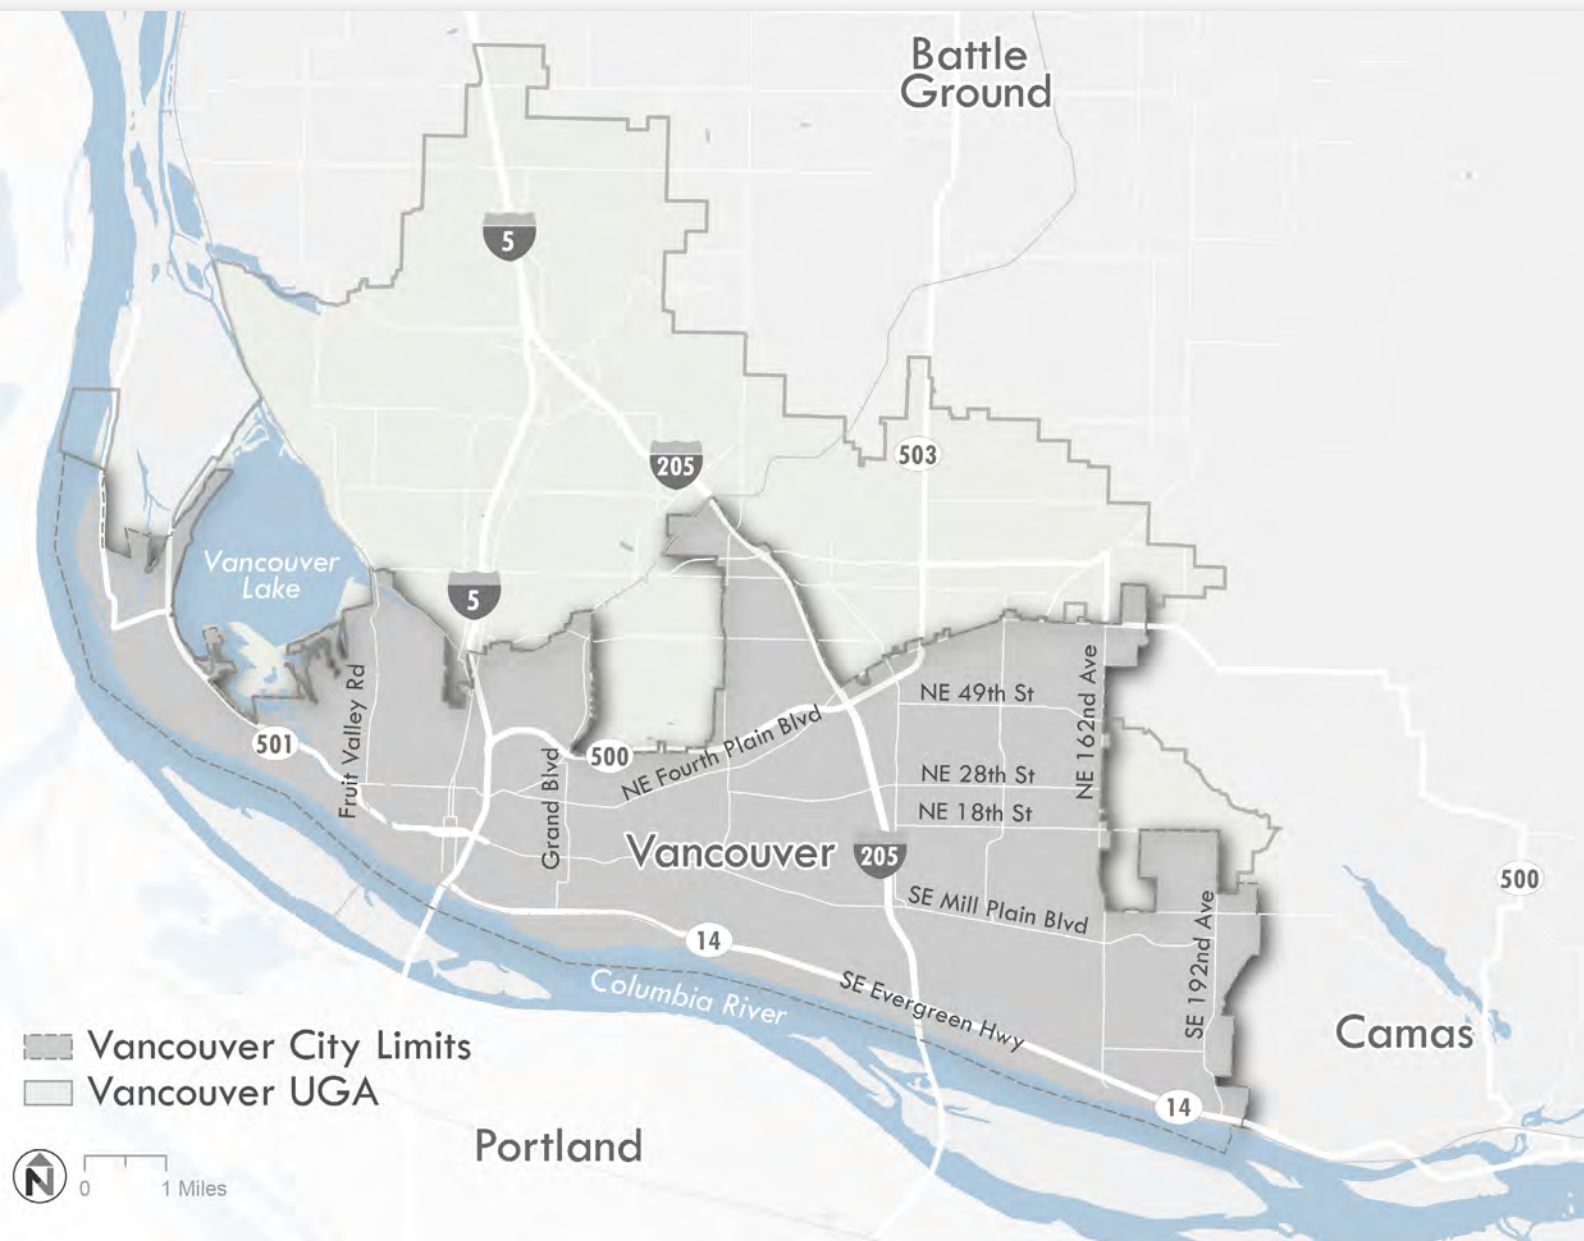 Battle
Ground
5
205
503
Vancouver
Lake
5
NE 49th St
NE 162nd Ave
Fruit Valley Rd
501
500
NE Fourth Plain Blvd
NE 28th St
NE 18th St
Grand Blvd
Vancouver
205
500
SE Mill Plain Blvd
SE 192nd Ave
14
Columbia River
SE Evergreen Hwy
Camas
Vancouver City Limits
Vancouver UGA
14
Portland
N
0
1 Miles